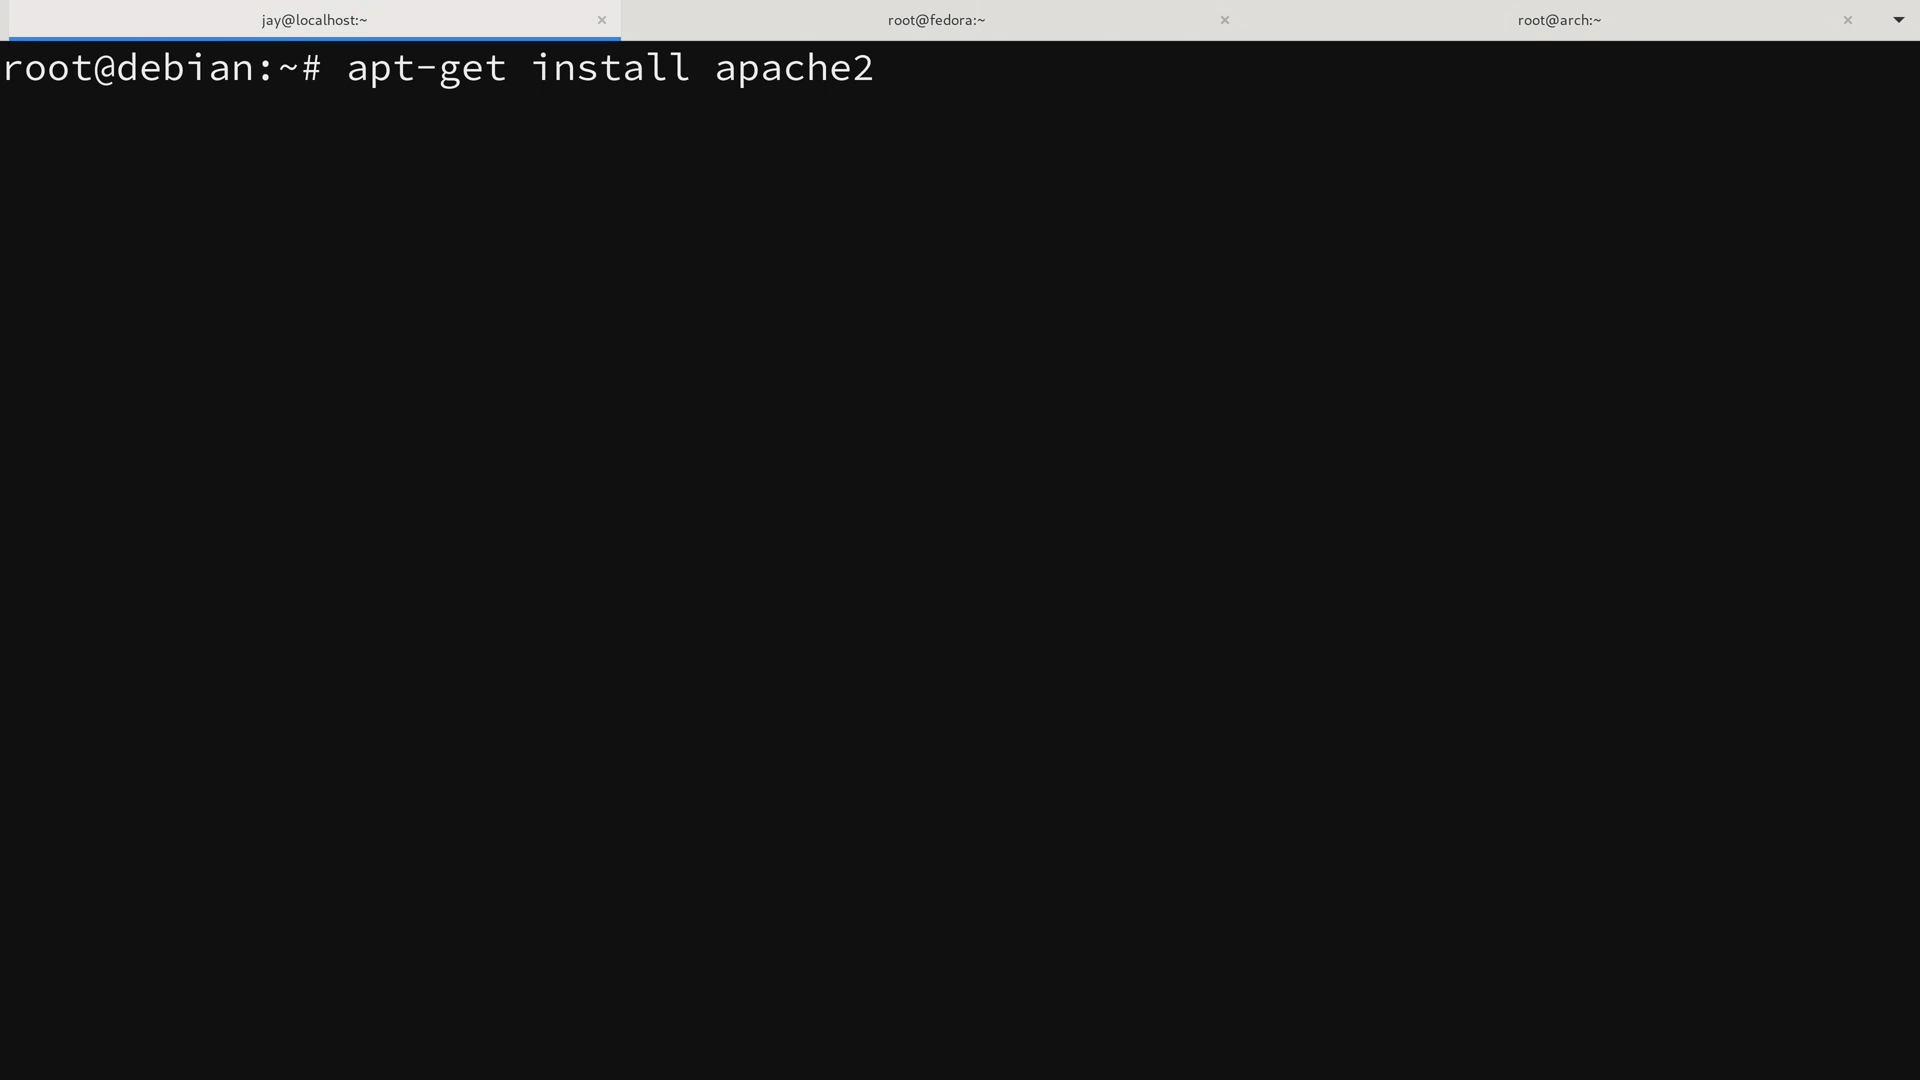 jay@localhost:~ × root@fedora:~ × root@arch:~ ×
root@debian:~# apt-get install apache2